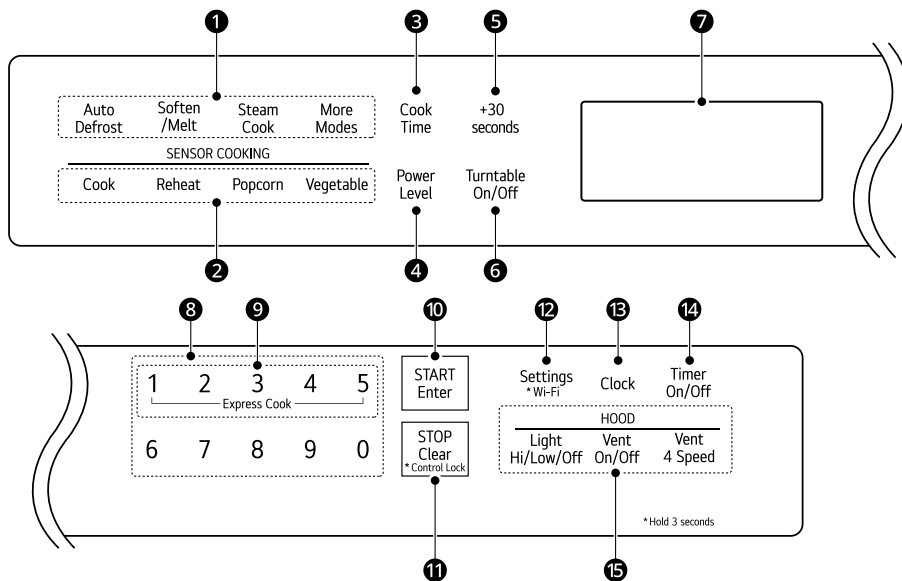 1 3 5 7
Auto Defrost
Soften /Melt
Steam Cook
More Modes
Cook Time
+30 seconds
SENSOR COOKING
Cook Reheat Popcorn Vegetable
Power Level
Turntable On/Off
2 4 6
8 9 10 12 13 14
1 2 3 4 5
Express Cook
START
Enter
Settings
*Wi-Fi
Clock
Timer
On/Off
6 7 8 9 0
STOP
Clear
*Control Lock
HOOD
Light
Hi/Low/Off
Vent
On/Off
Vent
4 Speed
*Hold 3 seconds
11 15